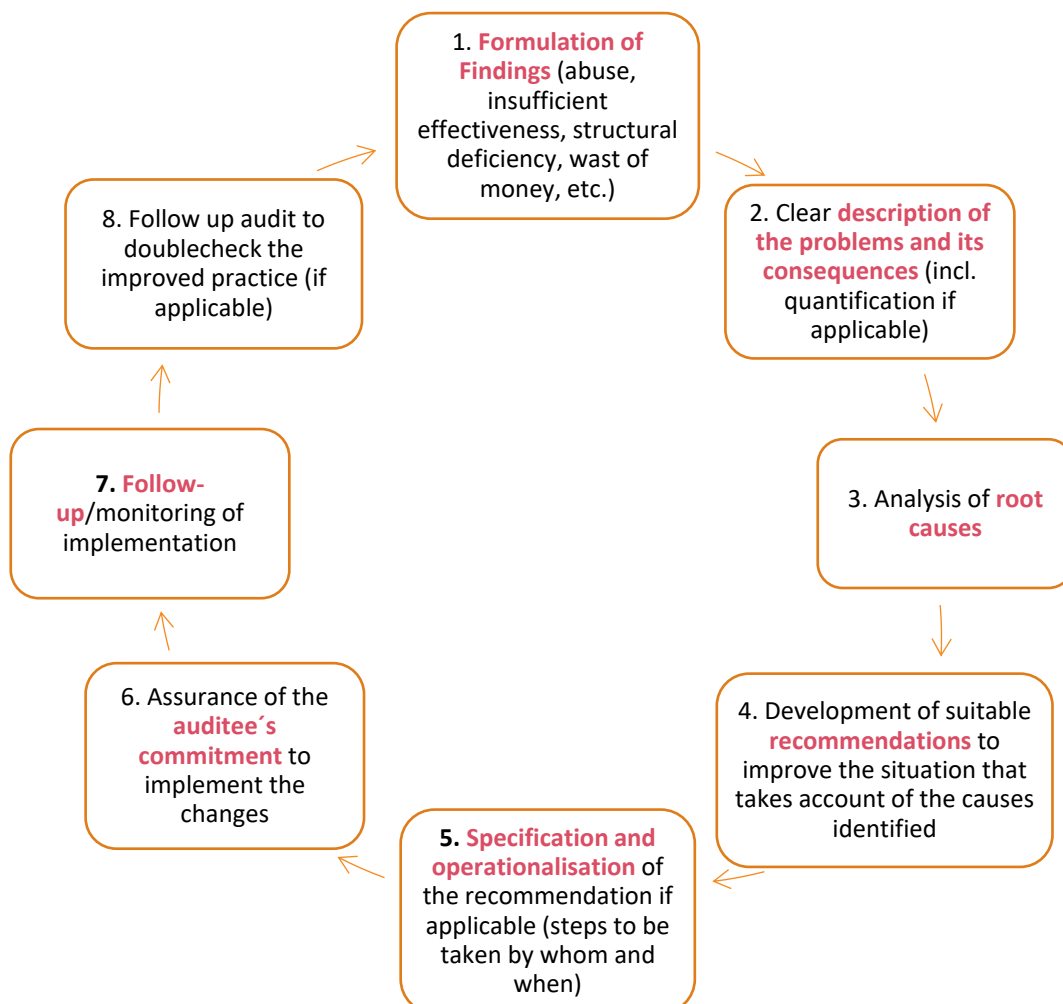 1. Formulation of
Findings (abuse,
insufficient
effectiveness, structural
deficiency, wast of
money, etc.)
2. Clear description of
the problems and its
consequences (incl.
quantification if
applicable)
3. Analysis of root
causes
4. Development of suitable
recommendations to
improve the situation that
takes account of the causes
identified
5. Specification and
operationalisation of
the recommendation if
applicable (steps to be
taken by whom and
when)
6. Assurance of the
auditee´s
commitment to
implement the
changes
7. Follow-
up/monitoring of
implementation
8. Follow up audit to
doublecheck the
improved practice (if
applicable)